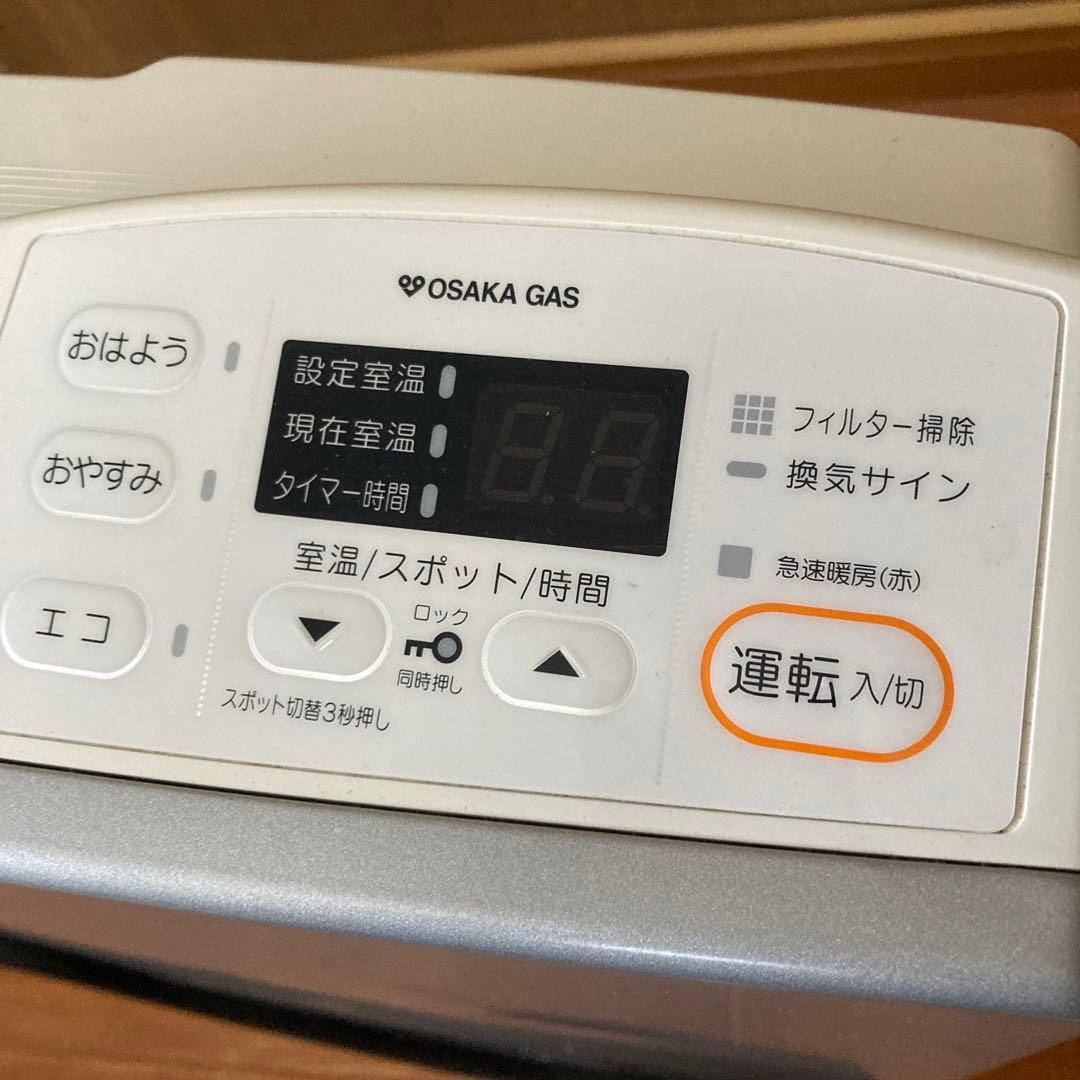 OSAKA GAS
おはよう
おやすみ
エコ
設定室温
現在室温
タイマー時間
室温/スポット/時間
▼
ロック
同時押し
▲
スポット切替3秒押し
フィルター掃除
換気サイン
急速暖房(赤)
運転 入/切